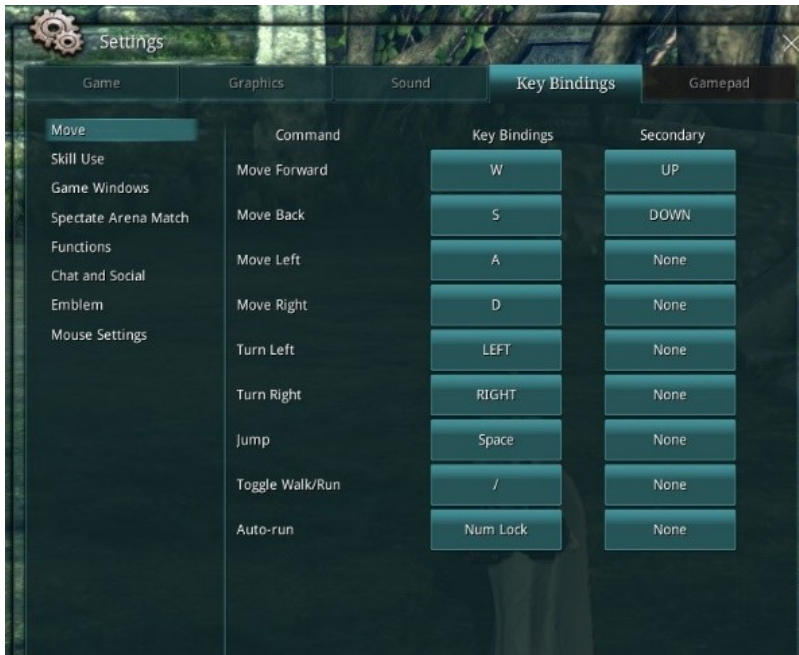 Settings
Game Graphics Sound Key Bindings Gamepad
Move
Skill Use
Game Windows
Spectate Arena Match
Functions
Chat and Social
Emblem
Mouse Settings
Command Key Bindings Secondary
Move Forward W UP
Move Back S DOWN
Move Left A None
Move Right D None
Turn Left LEFT None
Turn Right RIGHT None
Jump Space None
Toggle Walk/Run / None
Auto-run Num Lock None